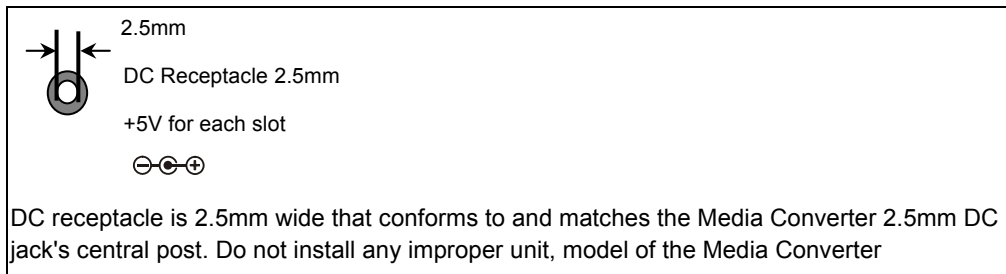 2.5mm
DC Receptacle 2.5mm
+5V for each slot
DC receptacle is 2.5mm wide that conforms to and matches the Media Converter 2.5mm DC
jack's central post. Do not install any improper unit, model of the Media Converter